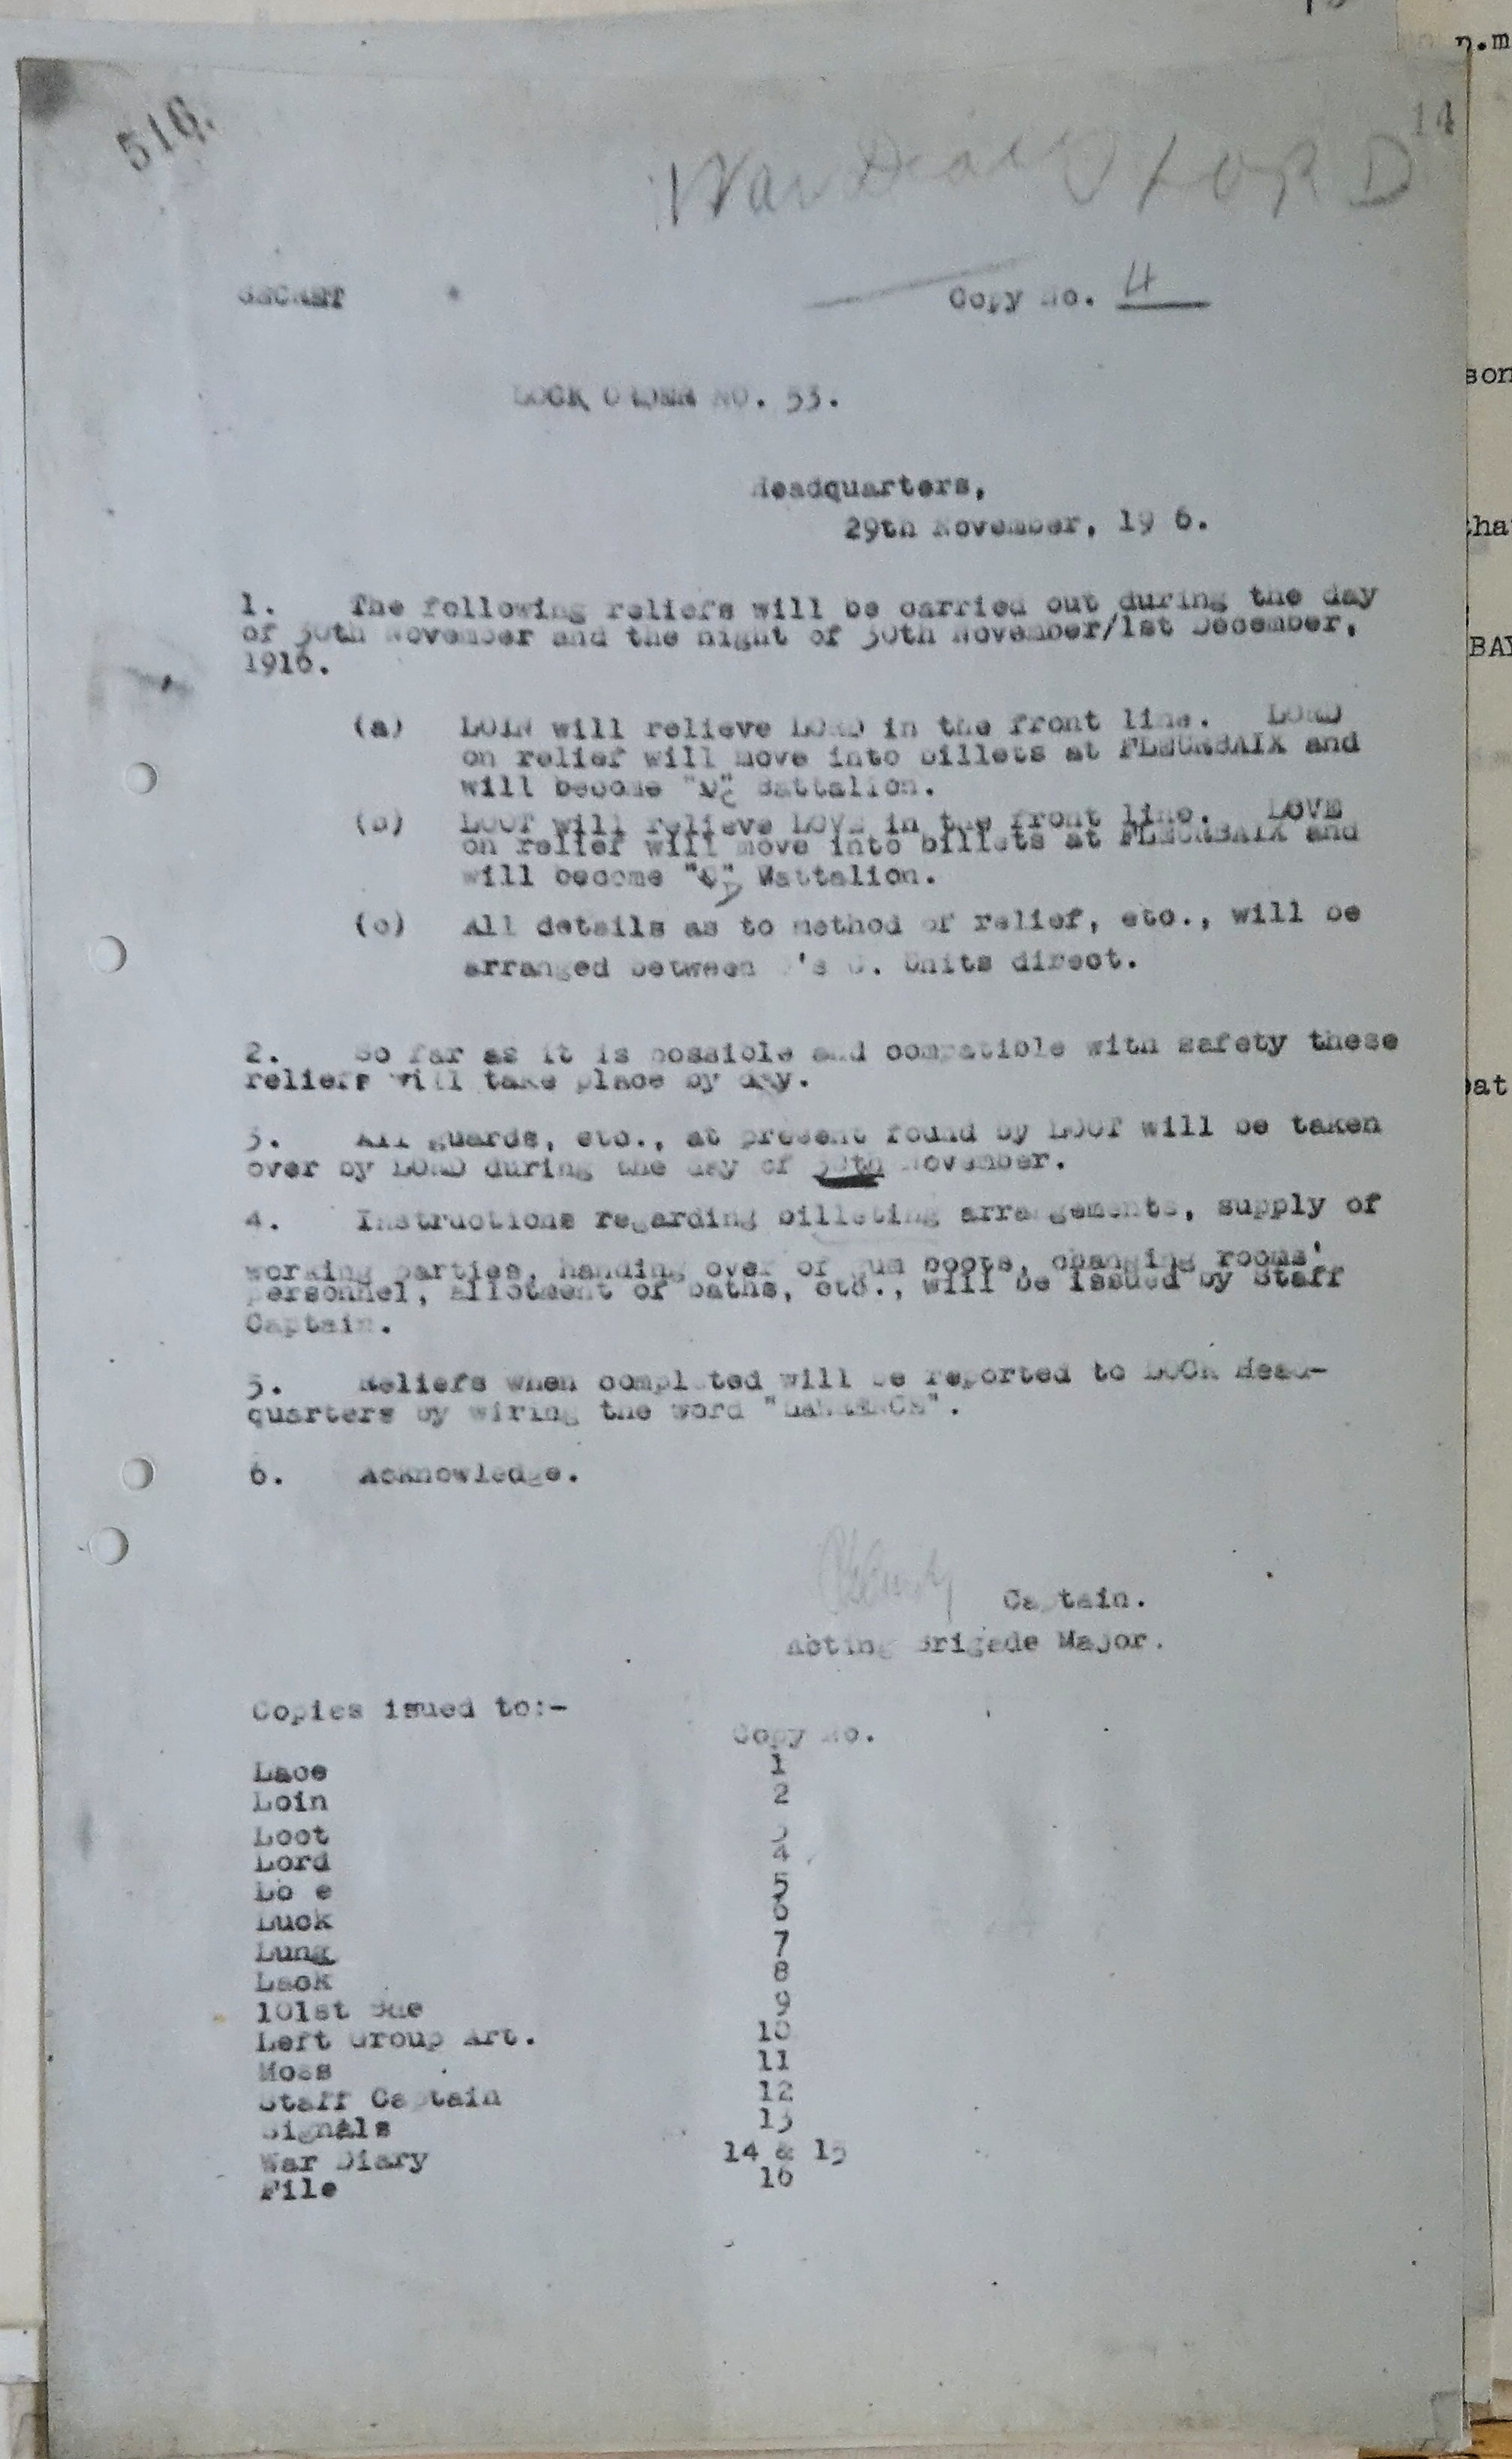 14
516.
War Diary LORD
SECRET
Copy No. 4
LOCK ORDER NO. 53.
Headquarters,
29th November, 19 6.
1. The following reliefs will be carried out during the day
of 30th November and the night of 30th November/1st December,
1916.
(a) LOIN will relieve LORD in the front line. LORD
on relief will move into billets at FLEURBAIX and
will become "C" Battalion.
(b) LOOT will relieve LOVE in the front line. LOVE
on relief will move into billets at FLEURBAIX and
will become "D" Battalion.
(c) All details as to method of relief, etc., will be
arranged between O's C. Units direct.
2. So far as it is possible and compatible with safety these
reliefs will take place by day.
3. All guards, etc., at present found by LOOT will be taken
over by LORD during the day of 30th November.
4. Instructions regarding billeting arrangements, supply of
working parties, handing over of gum boots, changing rooms'
personnel, allotment of baths, etc., will be issued by Staff
Captain.
5. Reliefs when completed will be reported to LOCK Head-
quarters by wiring the word "".
6. Acknowledge.
Captain.
Acting Brigade Major.
Copies isued to:-
Copy No.
Lace 1
Loin 2
Loot 3
Lord 4
Lo e 5
Luck 6
Lung 7
Lack 8
101st Bde 9
Left Group Art. 10
Moss 11
Staff Captain 12
Signals 13
War Diary 14 & 15
File 16
p.m
son
BAY